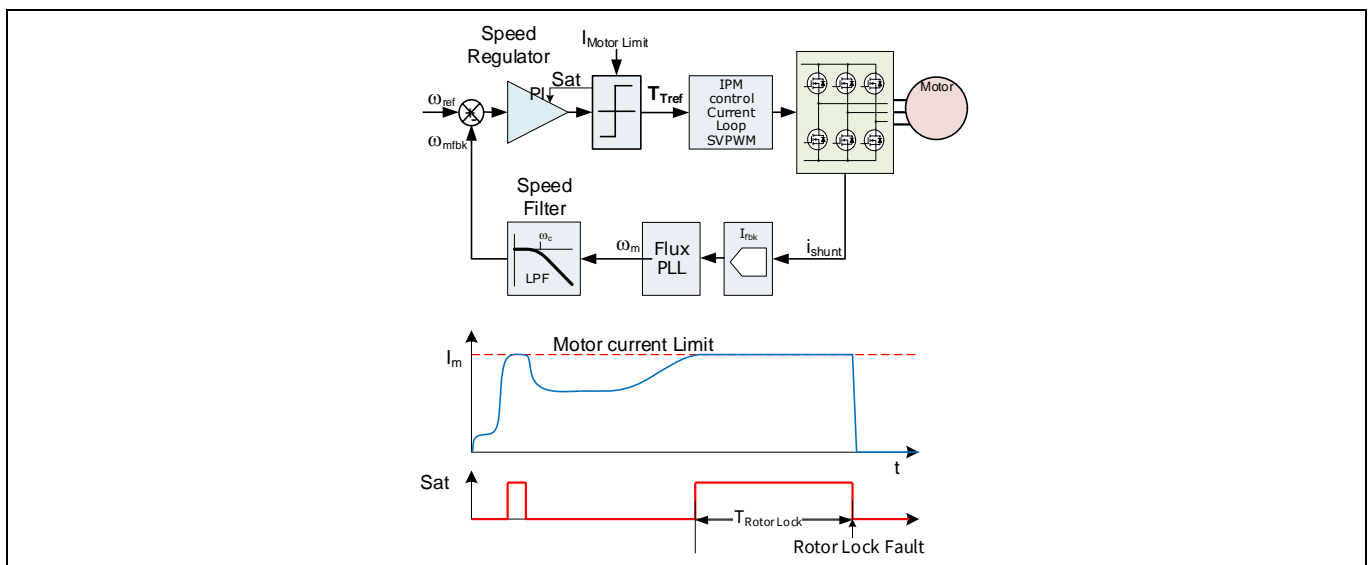 Speed
Regulator
I Motor Limit
Sat
PI
ωref
ωmfbk
TTref
IPM
control
Current
Loop
SVPWM
Motor
Speed
Filter
ωc
LPF
ωm
Flux
PLL
Ifbk
ishunt
Motor current Limit
Im
t
Sat
TRotor Lock
Rotor Lock Fault